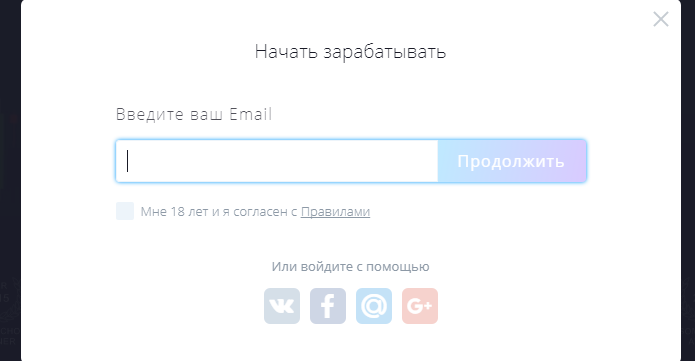 Начать зарабатывать
Введите ваш Email
Продолжить
Мне 18 лет и я согласен с Правилами
Или войдите с помощью
G+